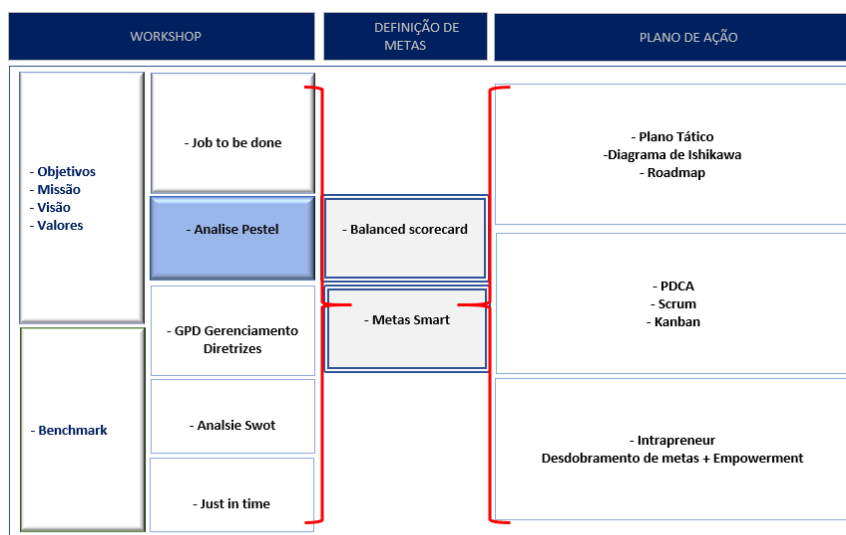 WORKSHOP
DEFINIÇÃO DE
METAS
PLANO DE AÇÃO
- Objetivos
- Missão
- Visão
- Valores
- Benchmark
- Job to be done
- Analise Pestel
- GPD Gerenciamento
Diretrizes
- Analsie Swot
- Just in time
- Balanced scorecard
- Metas Smart
- Plano Tático
-Diagrama de Ishikawa
- Roadmap
- PDCA
- Scrum
- Kanban
- Intrapreneur
Desdobramento de metas + Empowerment